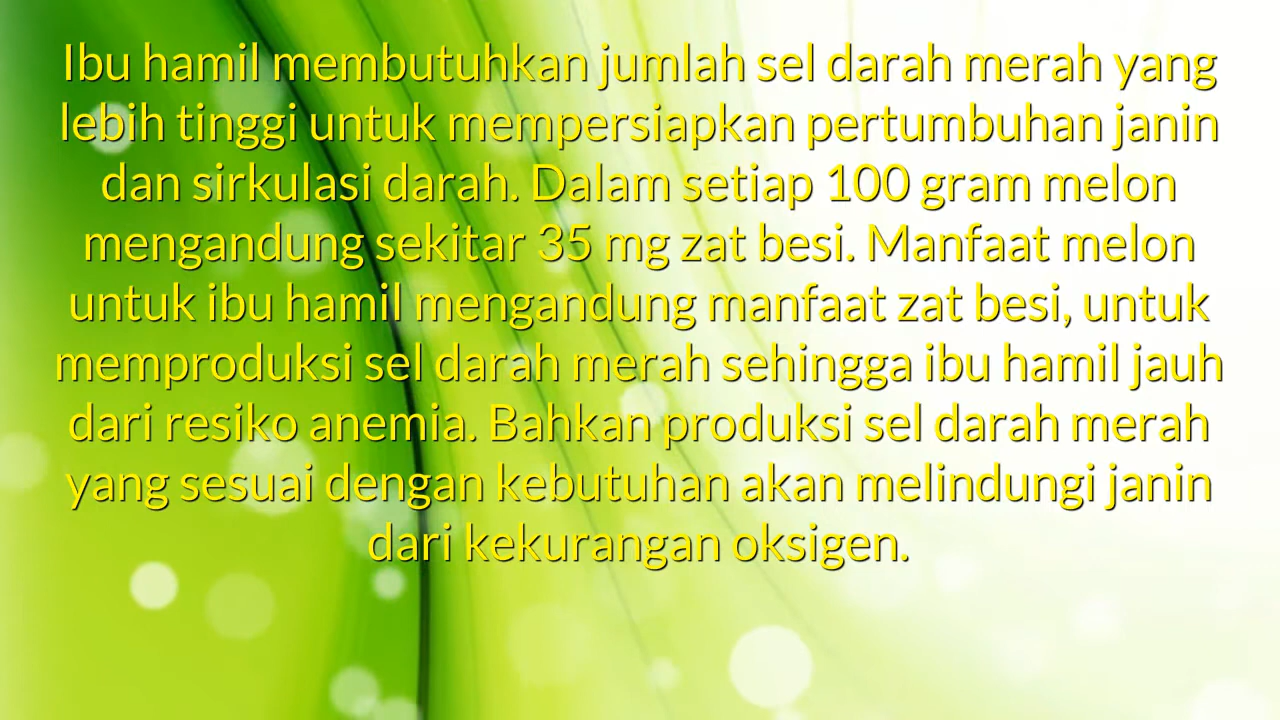 Ibu hamil membutuhkan jumlah sel darah merah yang
lebih tinggi untuk mempersiapkan pertumbuhan janin
dan sirkulasi darah. Dalam setiap 100 gram melon
mengandung sekitar 35 mg zat besi. Manfaat melon
untuk ibu hamil mengandung manfaat zat besi, untuk
memproduksi sel darah merah sehingga ibu hamil jauh
dari resiko anemia. Bahkan produksi sel darah merah
yang sesuai dengan kebutuhan akan melindungi janin
dari kekurangan oksigen.